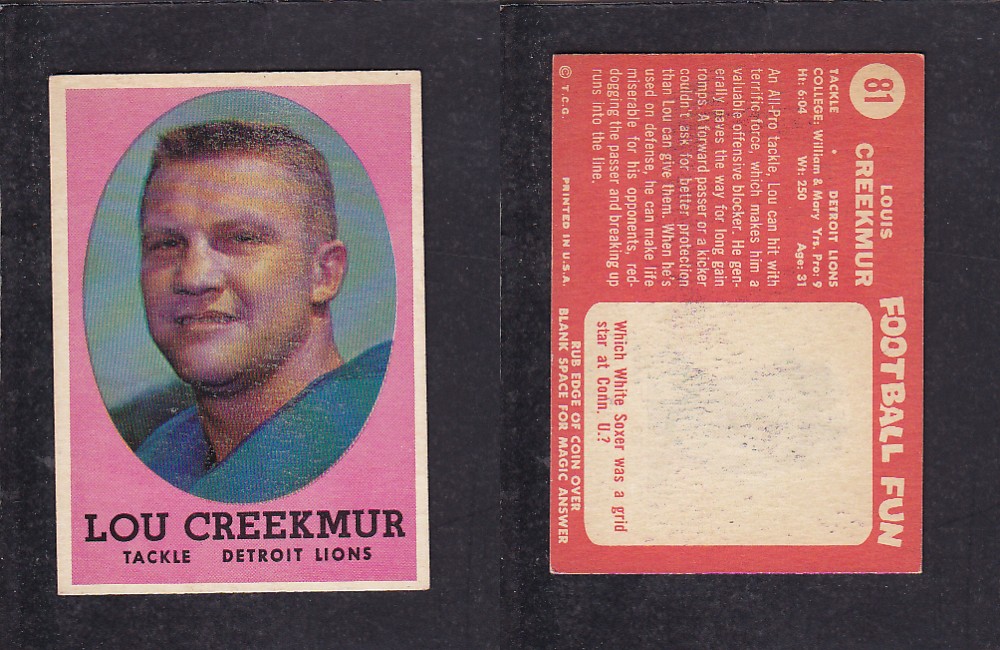 LOU CREEKMUR
TACKLE DETROIT LIONS
81
LOUIS
CREEKMUR
TACKLE • DETROIT LIONS
COLLEGE: William & Mary Yrs. Pro: 9
Ht: 6:04 Wt: 250 Age: 31
An All-Pro tackle, Lou can hit with
terrific force, which makes him a
valuable offensive blocker. He gen-
erally paves the way for long gain
romps. A forward passer or a kicker
couldn't ask for better protection
than Lou can give them. When he's
used on defense, he can make life
miserable for his opponents, red-
dogging the passer and breaking up
runs into the line.
© T.C.G. PRINTED IN U.S.A.
FOOTBALL FUN
Which White Soxer was a grid
star at Conn. U.?
RUB EDGE OF COIN OVER
BLANK SPACE FOR MAGIC ANSWER